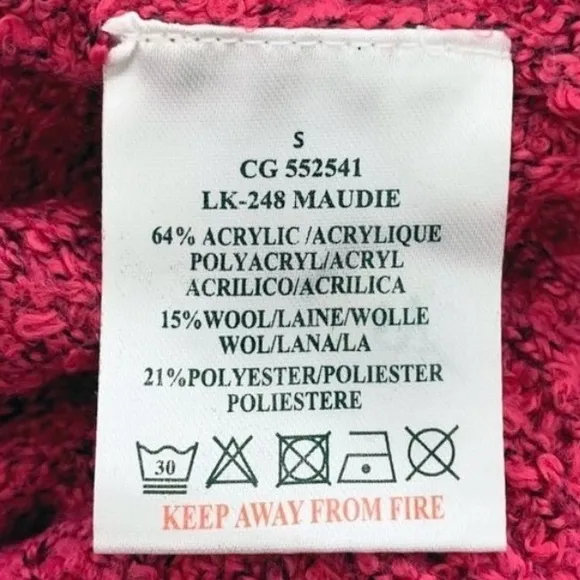 S
CG 552541
LK-248 MAUDIE
64% ACRYLIC /ACRYLIQUE
POLYACRYL/ACRYL
ACRILICO/ACRILICA
15%WOOL/LAINE/WOLLE
WOL/LANA/LA
21%POLYESTER/POLIESTER
POLIESTERE
30
KEEP AWAY FROM FIRE